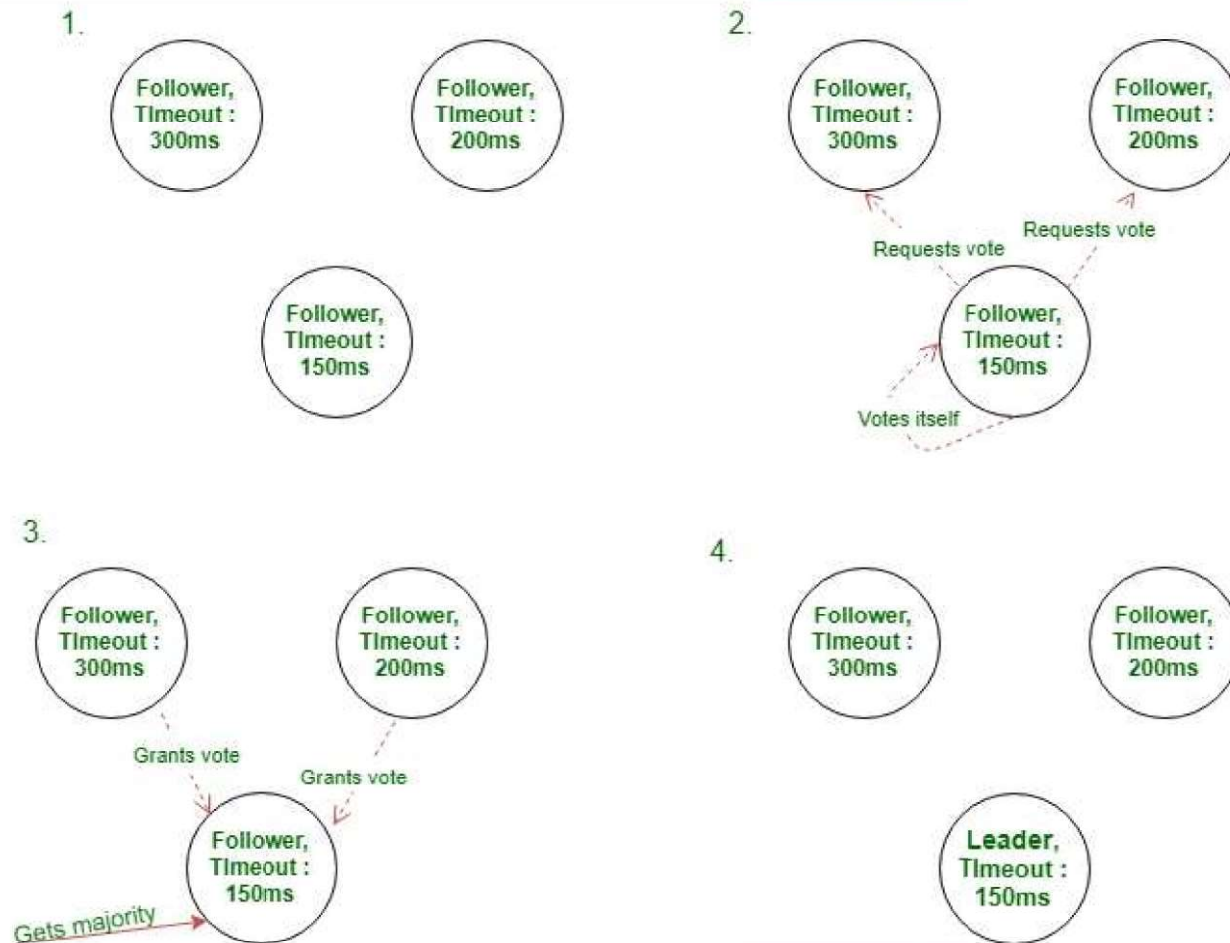 1.
Follower,
TImeout :
300ms
Follower,
TImeout :
200ms
Follower,
TImeout :
150ms
2.
Follower,
TImeout :
300ms
Follower,
TImeout :
200ms
Requests vote
Requests vote
Follower,
TImeout :
150ms
Votes itself
3.
Follower,
TImeout :
300ms
Follower,
TImeout :
200ms
Grants vote
Grants vote
Follower,
TImeout :
150ms
Gets majority
4.
Follower,
TImeout :
300ms
Follower,
TImeout :
200ms
Leader,
TImeout :
150ms